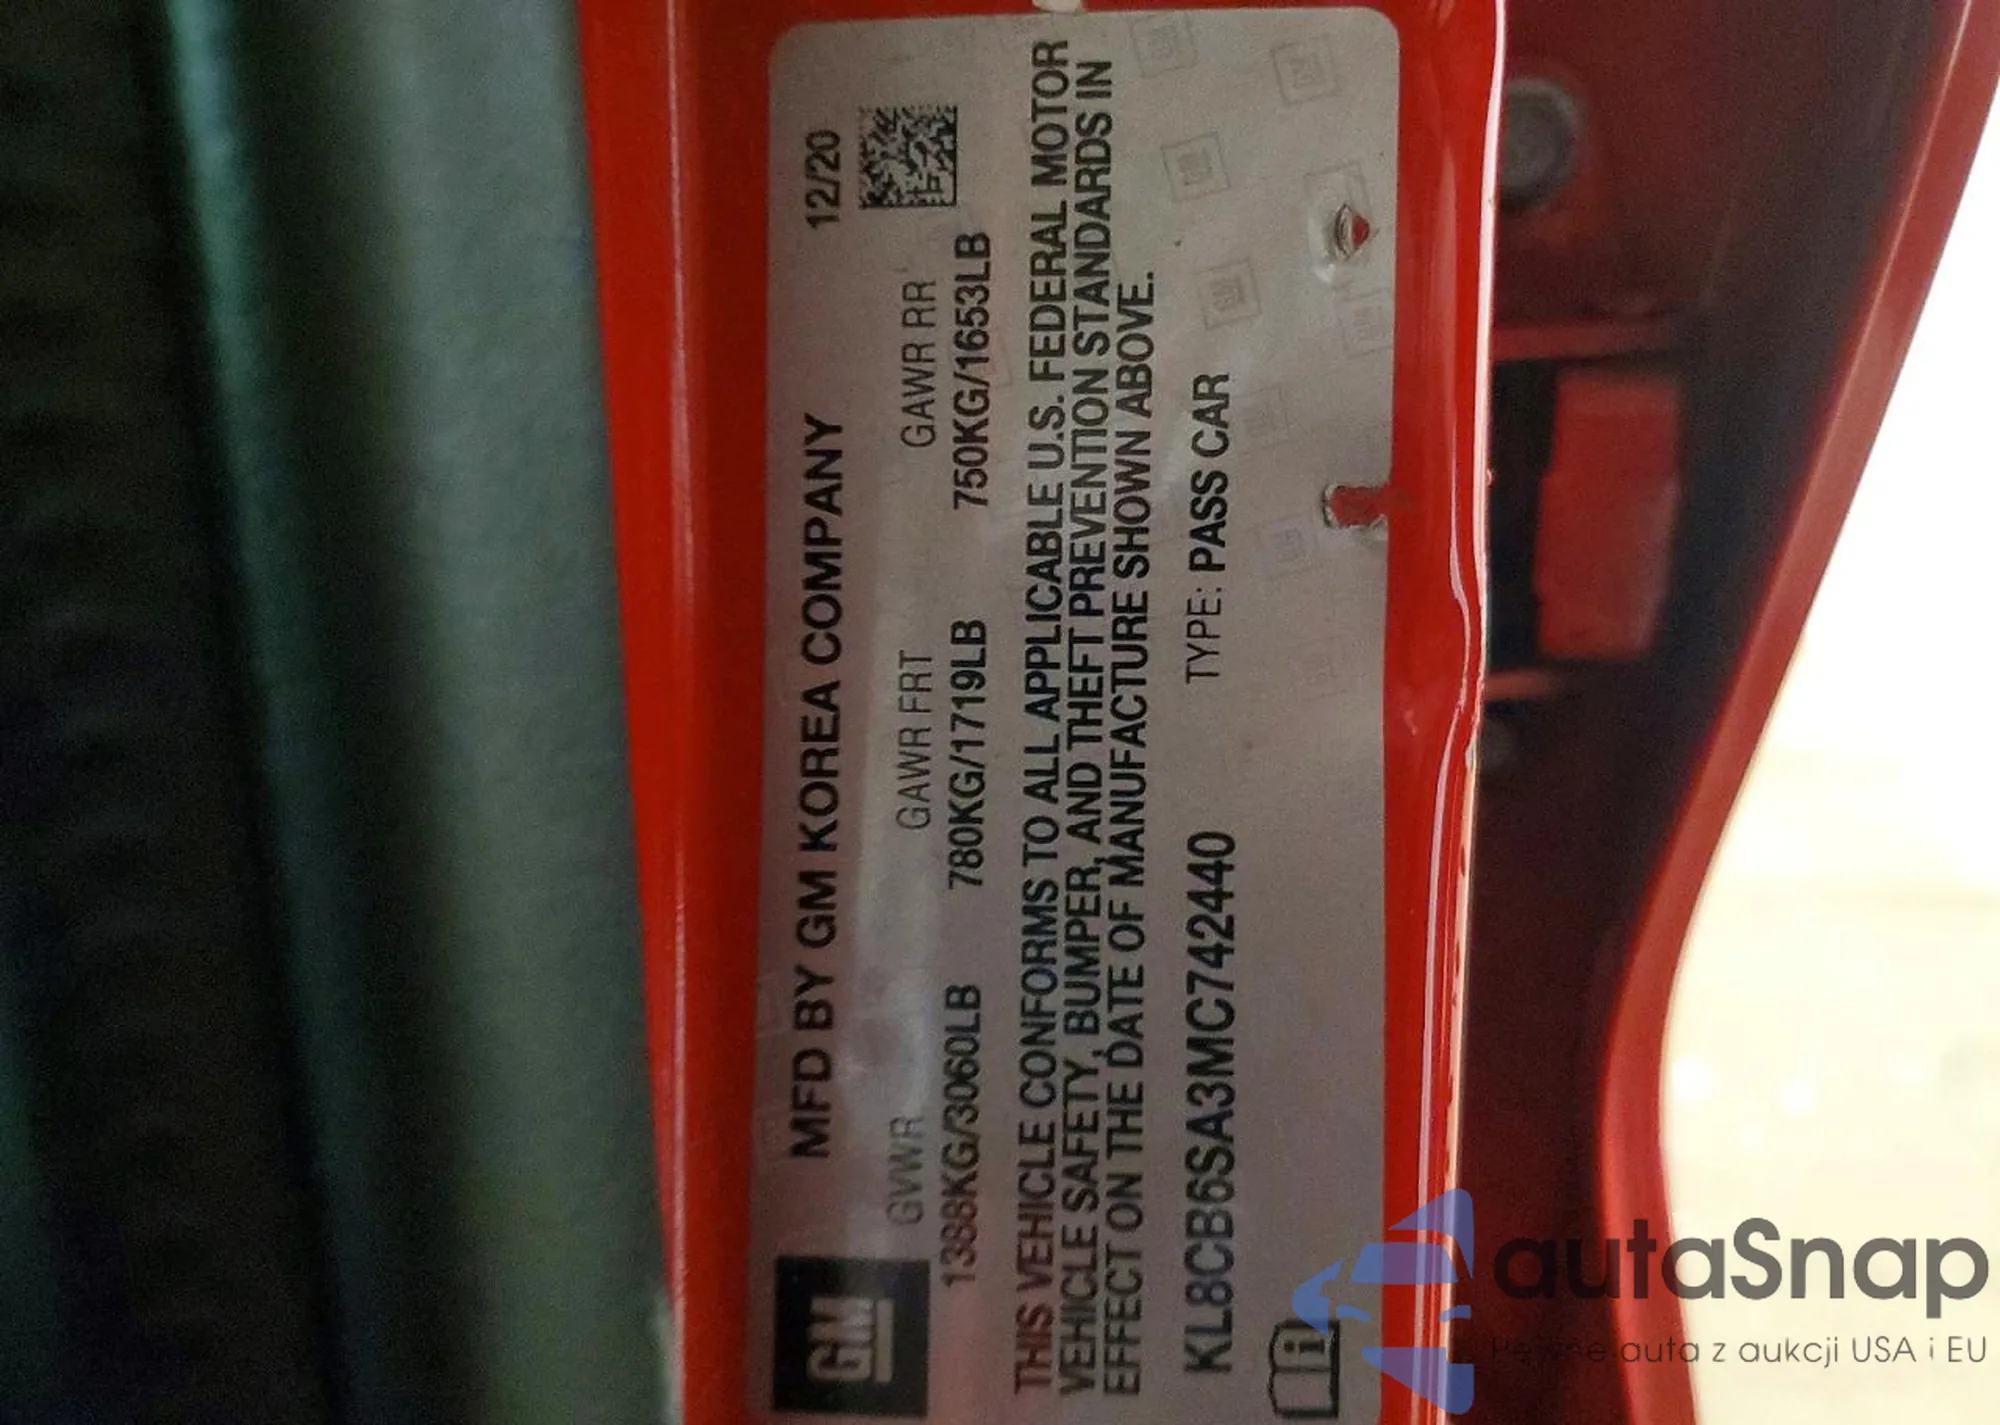 MFD BY GM KOREA COMPANY 12/20
GVWR GAWR FRT GAWR RR
1388KG/3060LB 780KG/1719LB 750KG/1653LB
THIS VEHICLE CONFORMS TO ALL APPLICABLE U.S. FEDERAL MOTOR
VEHICLE SAFETY, BUMPER, AND THEFT PREVENTION STANDARDS IN
EFFECT ON THE DATE OF MANUFACTURE SHOWN ABOVE.
KL8CB6SA3MC742440 TYPE: PASS CAR
GM
i
autaSnap
Pewne auta z aukcji USA i EU